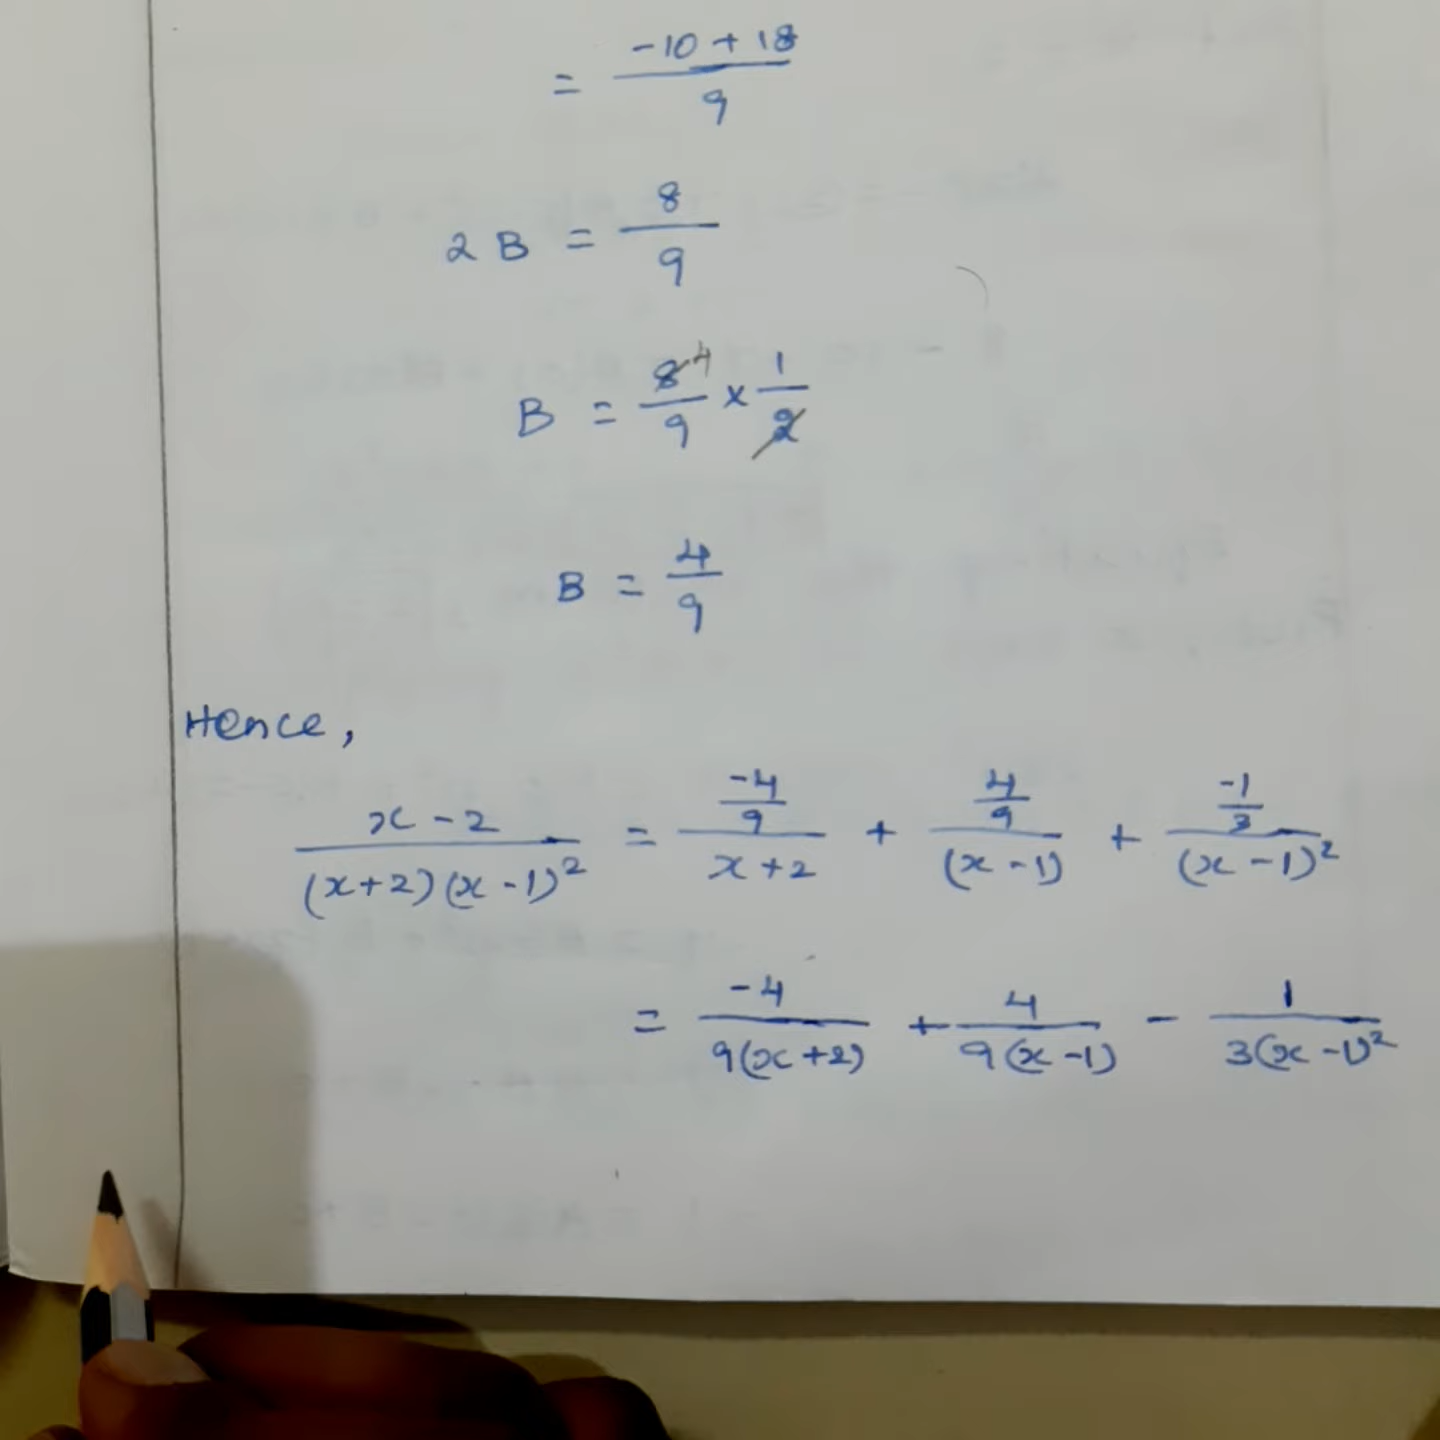 = (-10 + 18)/9
2B = 8/9
B = 8/9 4 × 1/2
B = 4/9
Hence,
(x - 2)/((x+2)(x-1)²) = (-4/9)/(x+2) + (4/9)/(x-1) + (-1/3)/(x-1)²
= -4/(9(x+2)) + 4/(9(x-1)) - 1/(3(x-1)²)